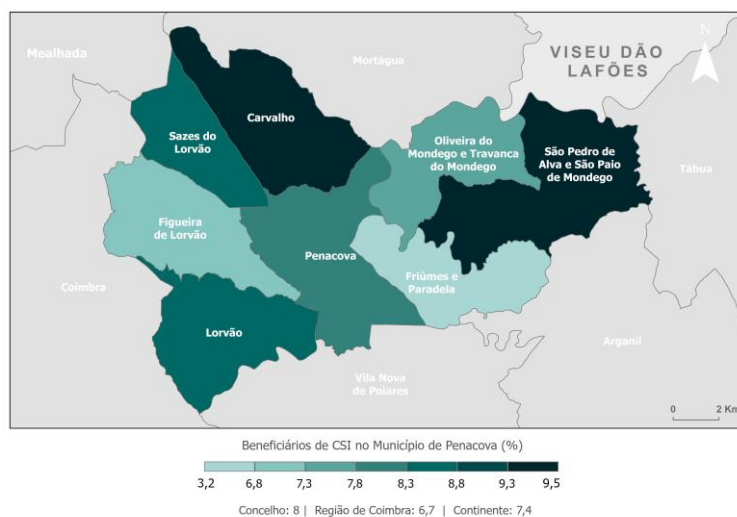 Mealhada
Mortágua
VISEU DÃO
LAFÕES
N
Carvalho
Sazes do
Lorvão
Oliveira do
Mondego e Travanca
do Mondego
São Pedro de
Alva e São Paio
de Mondego
Tábua
Figueira
de Lorvão
Penacova
Friúmes e
Paradela
Coimbra
Lorvão
Arganil
Vila Nova
de Poiares
0 2 Km
Beneficiários de CSI no Município de Penacova (%)
3,2 6,8 7,3 7,8 8,3 8,8 9,3 9,5
Concelho: 8 | Região de Coimbra: 6,7 | Continente: 7,4